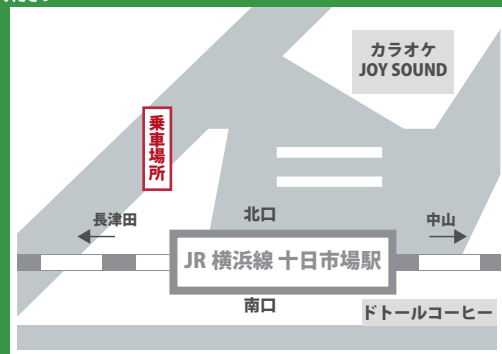 カラオケ
JOY SOUND
乗車場所
長津田
北口
中山
JR 横浜線 十日市場駅
南口
ドトールコーヒー